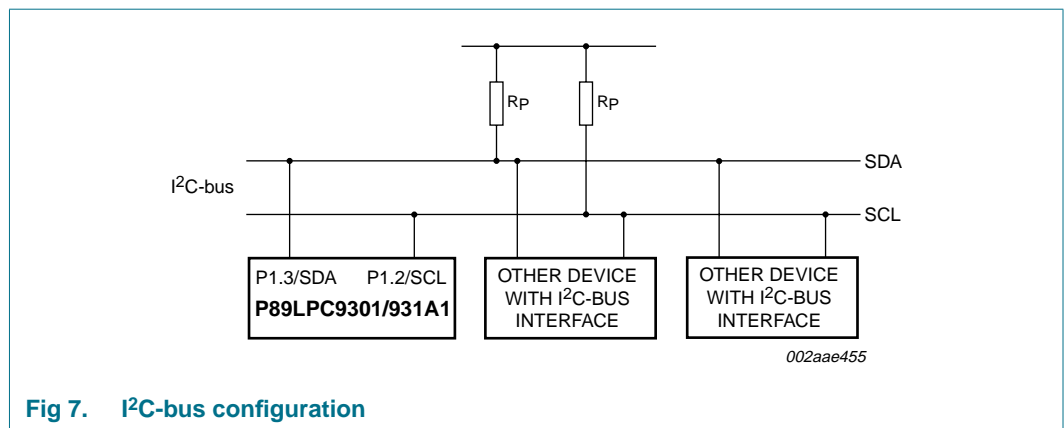 RP RP
SDA
I2C-bus
SCL
P1.3/SDA P1.2/SCL
P89LPC9301/931A1
OTHER DEVICE
WITH I2C-BUS
INTERFACE
OTHER DEVICE
WITH I2C-BUS
INTERFACE
002aae455
Fig 7. I2C-bus configuration